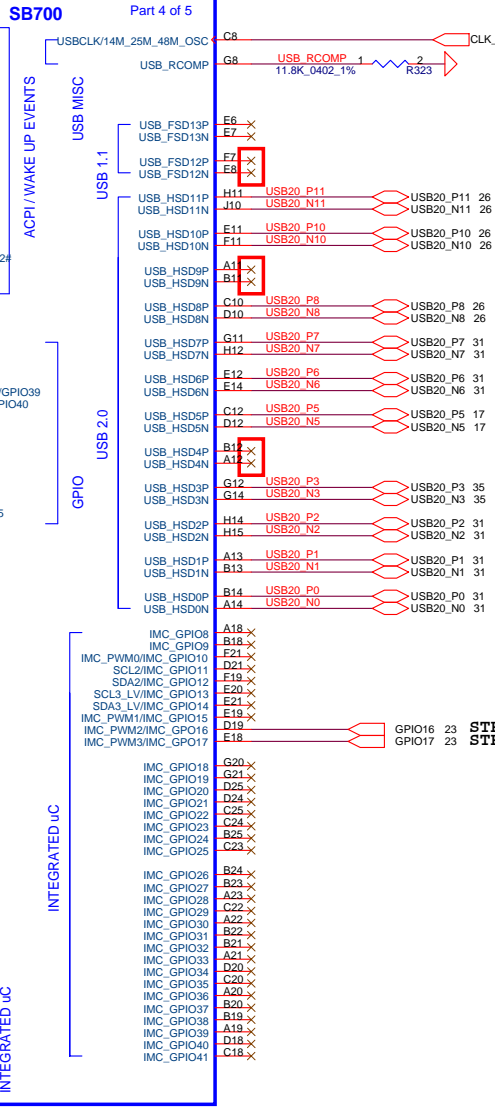 SB700 Part 4 of 5
USBCLK/14M_25M_48M_OSC C8 CLK_
USB_RCOMP G8 USB_RCOMP 1 2
11.8K_0402_1% R323
USB MISC
ACPI / WAKE UP EVENTS
USB_FSD13P E6
USB_FSD13N E7
USB 1.1
USB_FSD12P F7
USB_FSD12N E8
USB_HSD11P H11 USB20_P11 USB20_P11 26
USB_HSD11N J10 USB20_N11 USB20_N11 26
USB_HSD10P E11 USB20_P10 USB20_P10 26
USB_HSD10N F11 USB20_N10 USB20_N10 26
2#
USB_HSD9P A11
USB_HSD9N B11
USB_HSD8P C10 USB20_P8 USB20_P8 26
USB_HSD8N D10 USB20_N8 USB20_N8 26
USB_HSD7P G11 USB20_P7 USB20_P7 31
USB_HSD7N H12 USB20_N7 USB20_N7 31
USB_HSD6P E12 USB20_P6 USB20_P6 31
USB_HSD6N E14 USB20_N6 USB20_N6 31
/GPIO39
PIO40
USB_HSD5P C12 USB20_P5 USB20_P5 17
USB_HSD5N D12 USB20_N5 USB20_N5 17
USB 2.0
USB_HSD4P B12
USB_HSD4N A12
GPIO
USB_HSD3P G12 USB20_P3 USB20_P3 35
USB_HSD3N G14 USB20_N3 USB20_N3 35
5
USB_HSD2P H14 USB20_P2 USB20_P2 31
USB_HSD2N H15 USB20_N2 USB20_N2 31
USB_HSD1P A13 USB20_P1 USB20_P1 31
USB_HSD1N B13 USB20_N1 USB20_N1 31
USB_HSD0P B14 USB20_P0 USB20_P0 31
USB_HSD0N A14 USB20_N0 USB20_N0 31
IMC_GPIO8 A18
IMC_GPIO9 B18
IMC_PWM0/IMC_GPIO10 F21
SCL2/IMC_GPIO11 D21
SDA2/IMC_GPIO12 F19
SCL3_LV/IMC_GPIO13 E20
SDA3_LV/IMC_GPIO14 E21
IMC_PWM1/IMC_GPIO15 E19
IMC_PWM2/IMC_GPO16 D19 GPIO16 23
IMC_PWM3/IMC_GPO17 E18 GPIO17 23
IMC_GPIO18 G20
IMC_GPIO19 G21
IMC_GPIO20 D25
IMC_GPIO21 D24
IMC_GPIO22 C25
IMC_GPIO23 C24
IMC_GPIO24 B25
IMC_GPIO25 C23
INTEGRATED uC
IMC_GPIO26 B24
IMC_GPIO27 B23
IMC_GPIO28 A23
IMC_GPIO29 C22
IMC_GPIO30 A22
IMC_GPIO31 B22
IMC_GPIO32 B21
IMC_GPIO33 A21
IMC_GPIO34 D20
IMC_GPIO35 C20
IMC_GPIO36 A20
IMC_GPIO37 B20
IMC_GPIO38 B19
IMC_GPIO39 A19
IMC_GPIO40 D18
IMC_GPIO41 C18
INTEGRATED uC